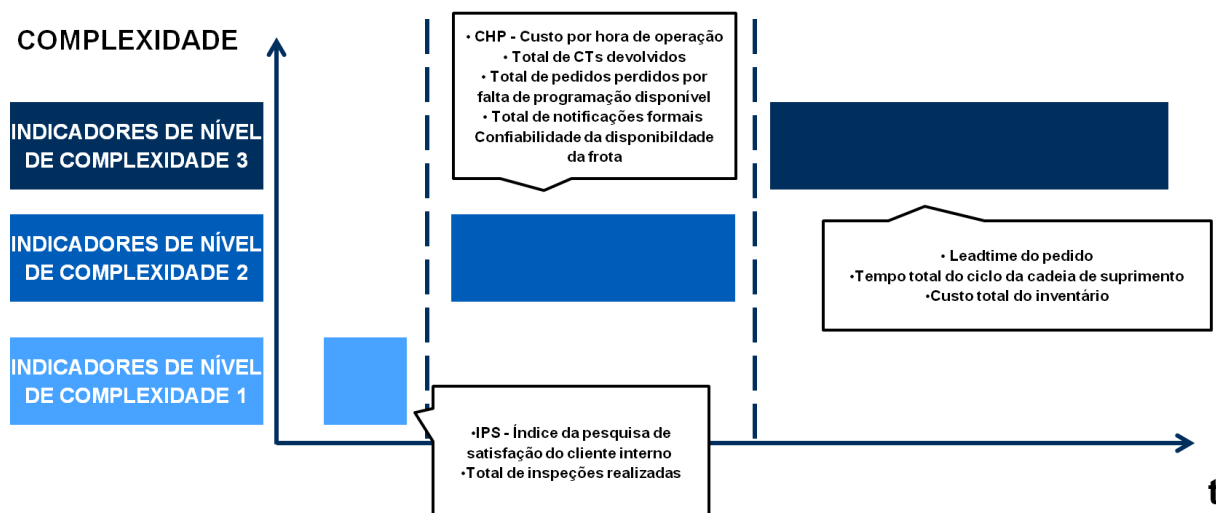 COMPLEXIDADE
• CHP - Custo por hora de operação
• Total de CTs devolvidos
• Total de pedidos perdidos por
falta de programação disponível
• Total de notificações formais
Confiabilidade da disponibildade
da frota
INDICADORES DE NÍVEL
DE COMPLEXIDADE 3
INDICADORES DE NÍVEL
DE COMPLEXIDADE 2
• Leadtime do pedido
•Tempo total do ciclo da cadeia de suprimento
•Custo total do inventário
INDICADORES DE NÍVEL
DE COMPLEXIDADE 1
•IPS - Índice da pesquisa de
satisfação do cliente interno
•Total de inspeções realizadas
t